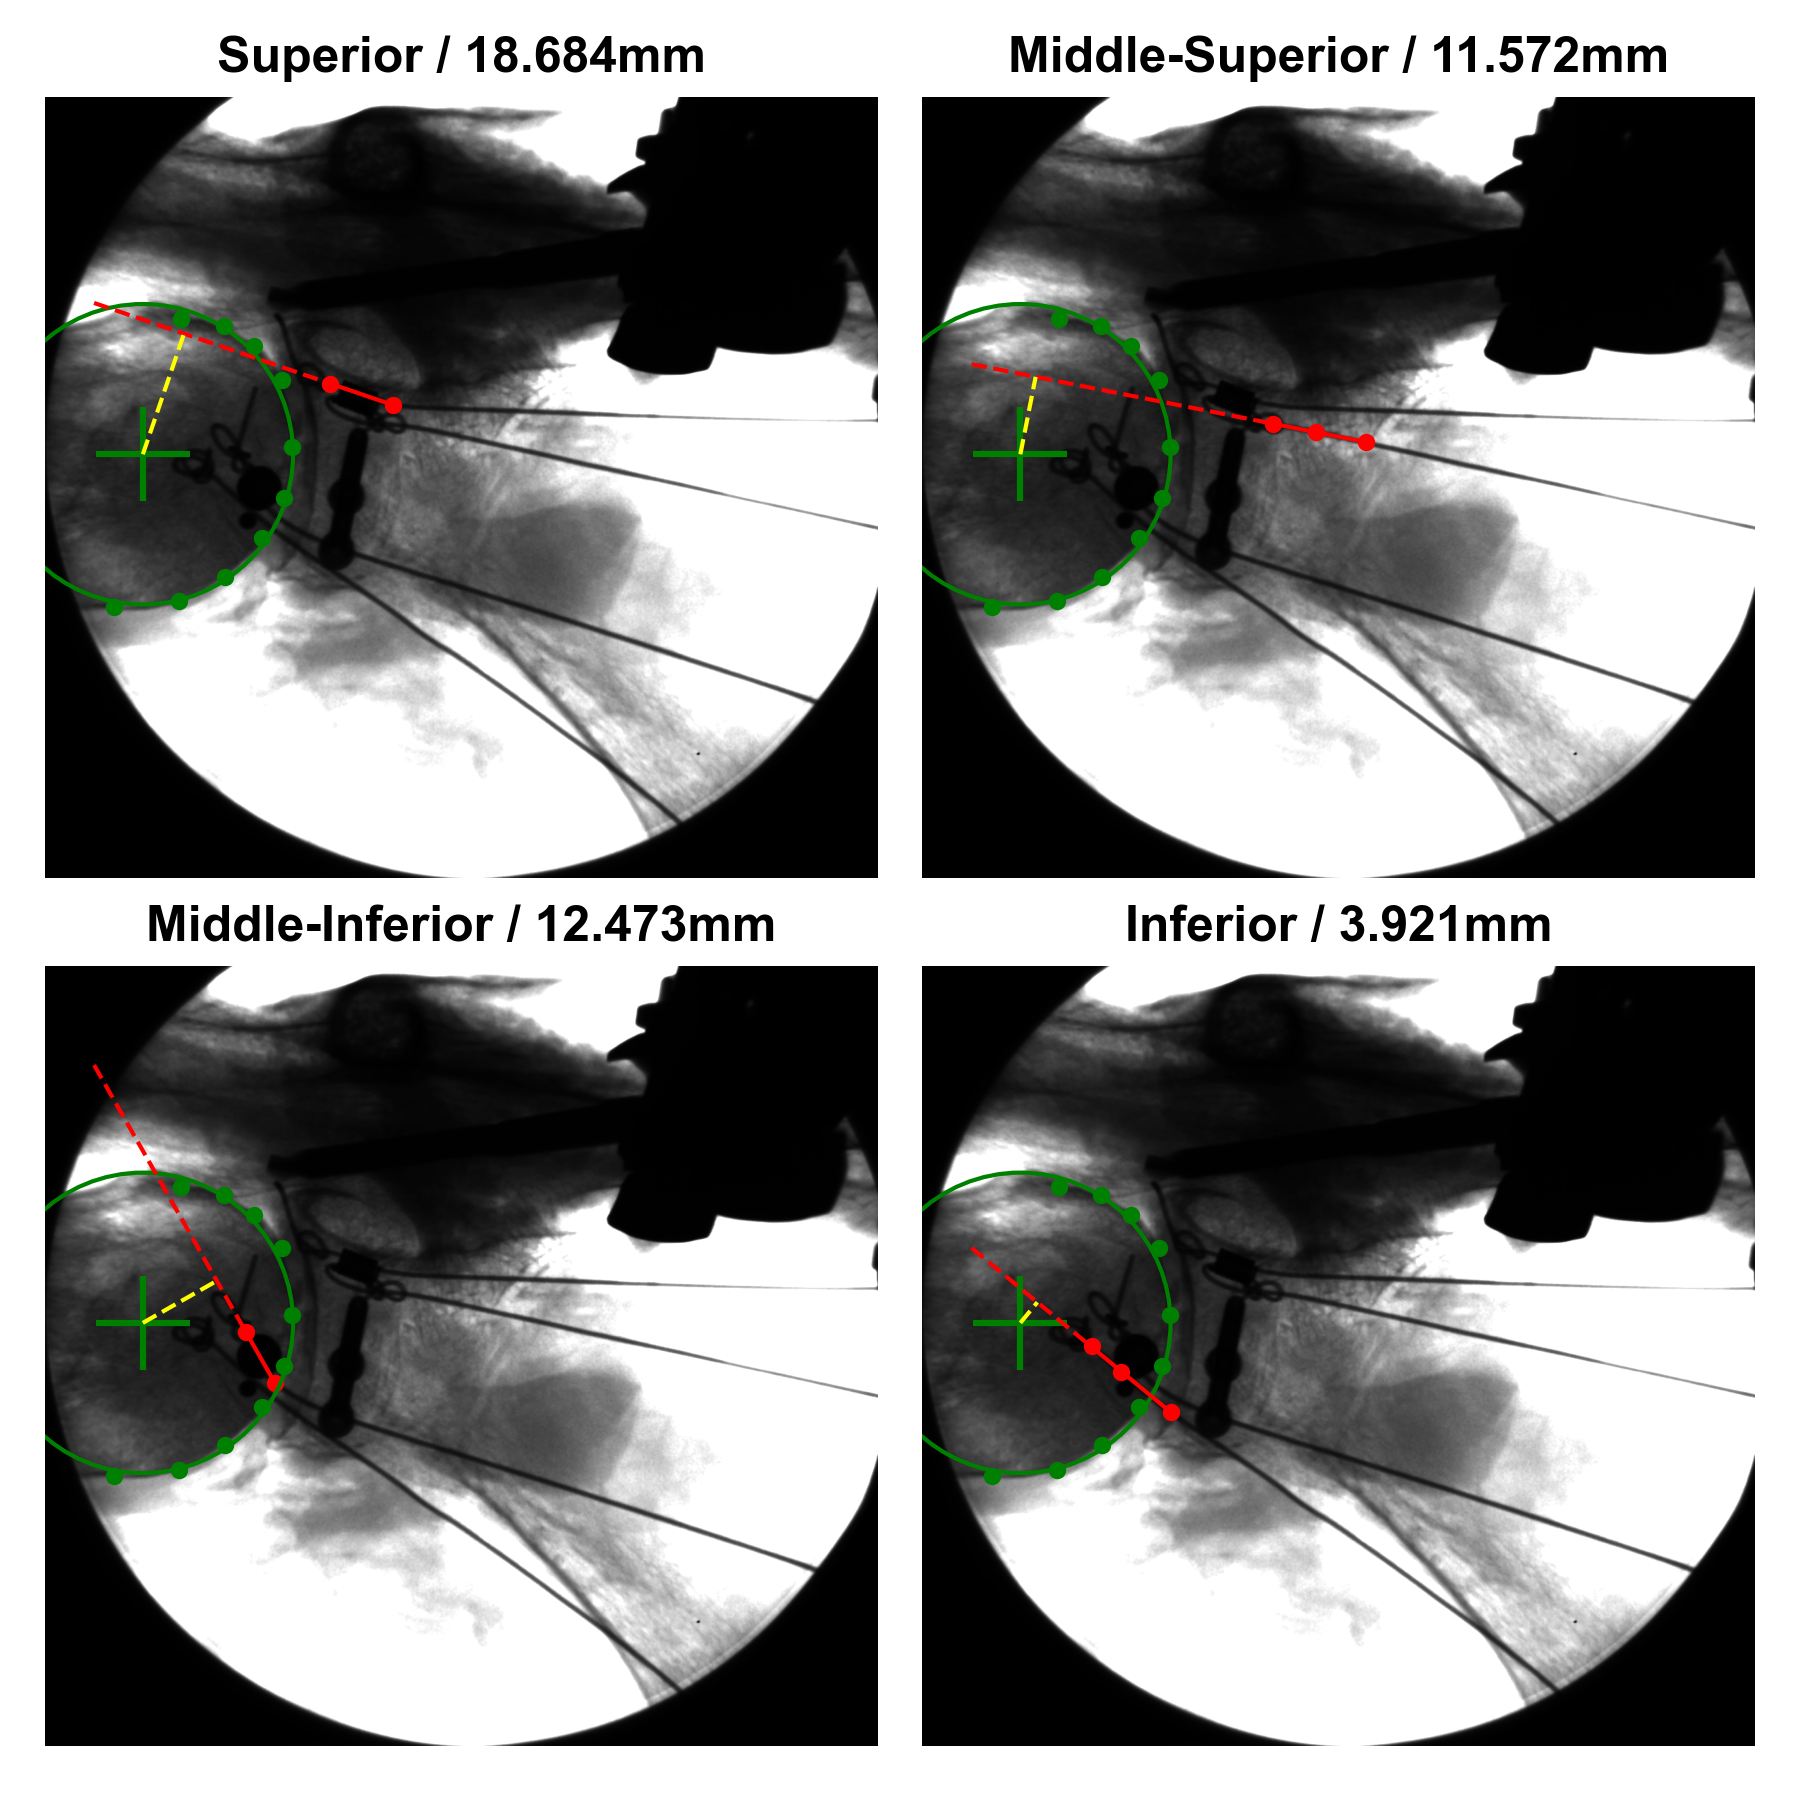 Superior / 18.684mm
Middle-Superior / 11.572mm
Middle-Inferior / 12.473mm
Inferior / 3.921mm